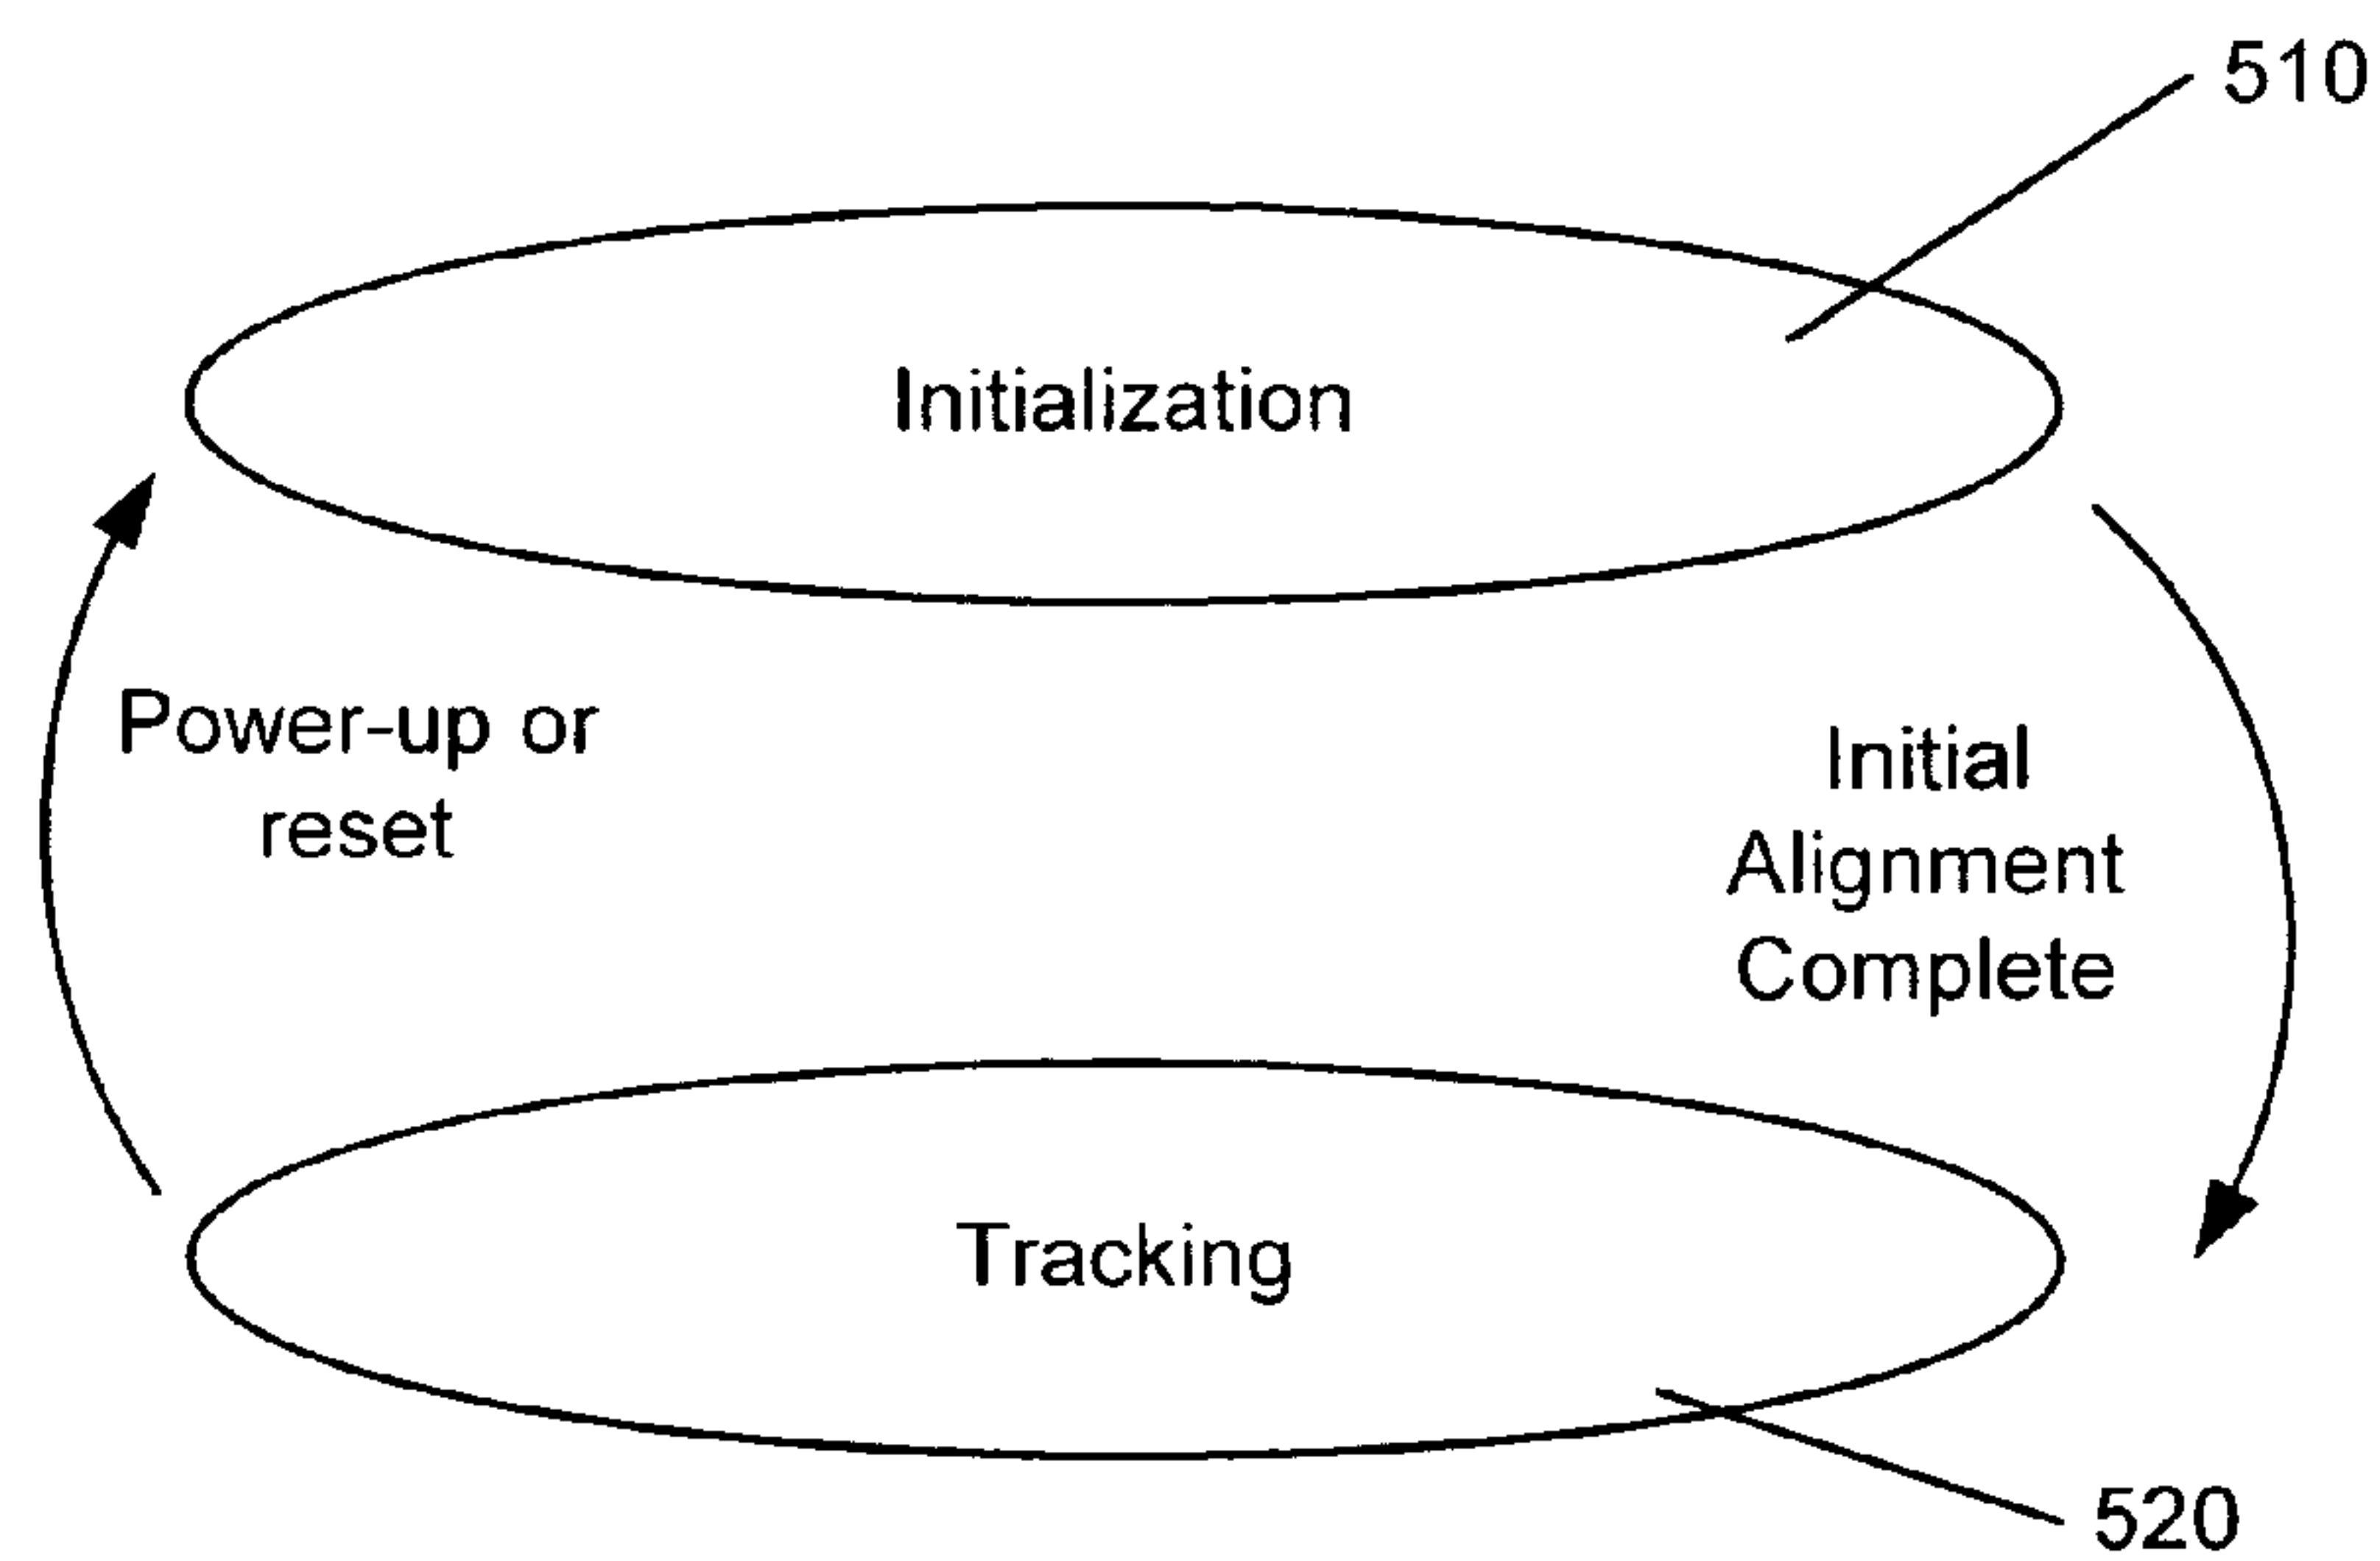 510
Initialization
Power-up or
reset
Initial
Alignment
Complete
Tracking
520